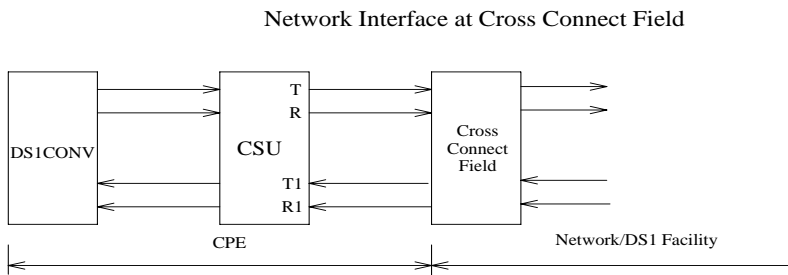 Network Interface at Cross Connect Field
T
R
DS1CONV
CSU
Cross
Connect
Field
T1
R1
CPE
Network/DS1 Facility